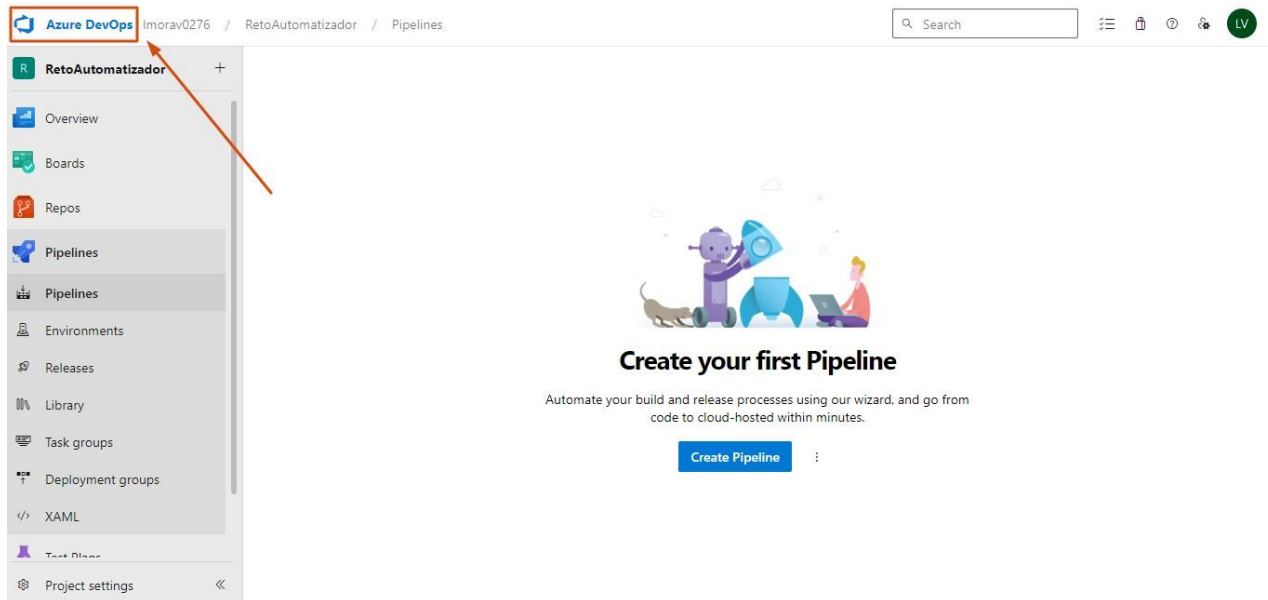 Azure DevOps lmorav0276 / RetoAutomatizador / Pipelines
Search
LV
R RetoAutomatizador +
Overview
Boards
Repos
Pipelines
Pipelines
Environments
Releases
Library
Task groups
Deployment groups
XAML
Test Plans
Project settings
Create your first Pipeline
Automate your build and release processes using our wizard, and go from
code to cloud-hosted within minutes.
Create Pipeline